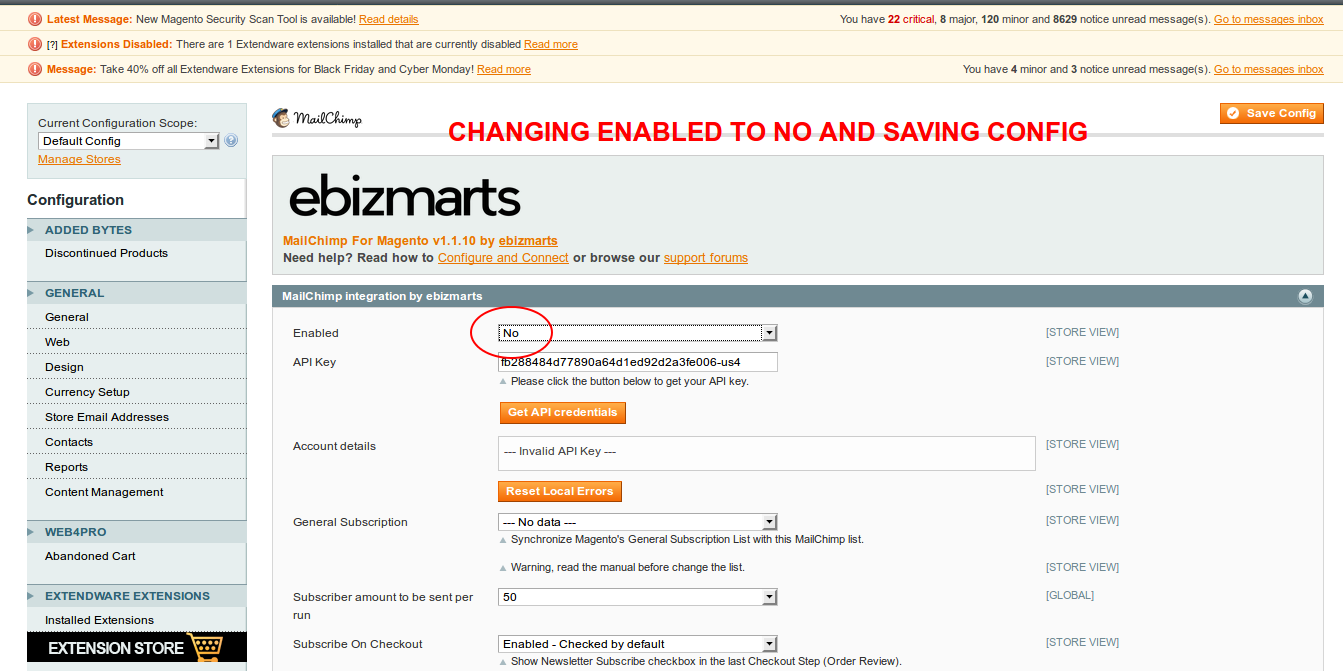 Latest Message: New Magento Security Scan Tool is available! Read details
You have 22 critical, 8 major, 120 minor and 8629 notice unread message(s). Go to messages inbox
[?] Extensions Disabled: There are 1 Extendware extensions installed that are currently disabled Read more
Message: Take 40% off all Extendware Extensions for Black Friday and Cyber Monday! Read more
You have 4 minor and 3 notice unread message(s). Go to messages inbox
Current Configuration Scope:
Default Config
Manage Stores
Configuration
ADDED BYTES
Discontinued Products
GENERAL
General
Web
Design
Currency Setup
Store Email Addresses
Contacts
Reports
Content Management
WEB4PRO
Abandoned Cart
EXTENDWARE EXTENSIONS
Installed Extensions
EXTENSION STORE
MailChimp
CHANGING ENABLED TO NO AND SAVING CONFIG
Save Config
ebizmarts
MailChimp For Magento v1.1.10 by ebizmarts
Need help? Read how to Configure and Connect or browse our support forums
MailChimp integration by ebizmarts
Enabled
No
[STORE VIEW]
API Key
fb288484d77890a64d1ed92d2a3fe006-us4
[STORE VIEW]
Please click the button below to get your API key.
Get API credentials
Account details
--- Invalid API Key ---
[STORE VIEW]
Reset Local Errors
[STORE VIEW]
General Subscription
--- No data ---
[STORE VIEW]
Synchronize Magento's General Subscription List with this MailChimp list.
Warning, read the manual before change the list.
[STORE VIEW]
Subscriber amount to be sent per
run
50
[GLOBAL]
Subscribe On Checkout
Enabled - Checked by default
[STORE VIEW]
Show Newsletter Subscribe checkbox in the last Checkout Step (Order Review).